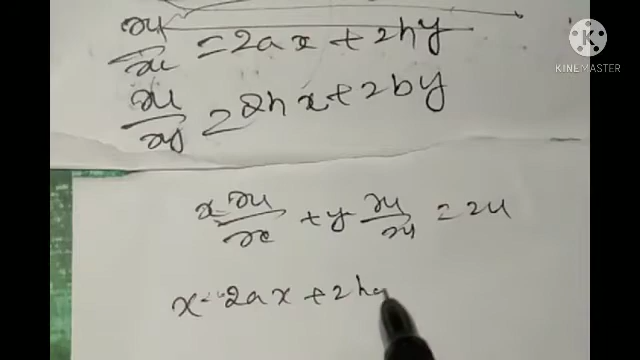 ∂u/∂x = 2ax + 2hy
K
KINEMASTER
∂u/∂y = 2hx + 2by
x ∂u/∂x + y ∂u/∂y = 2u
x 2ax + 2hy